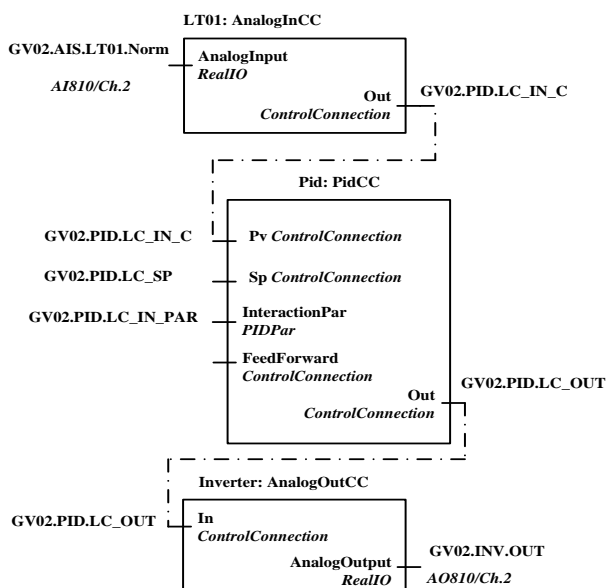 LT01: AnalogInCC
GV02.AIS.LT01.Norm
AnalogInput
RealIO
AI810/Ch.2
Out
GV02.PID.LC_IN_C
ControlConnection
Pid: PidCC
GV02.PID.LC_IN_C
Pv ControlConnection
GV02.PID.LC_SP
Sp ControlConnection
GV02.PID.LC_IN_PAR
InteractionPar
PIDPar
FeedForward
ControlConnection
Out
GV02.PID.LC_OUT
ControlConnection
Inverter: AnalogOutCC
GV02.PID.LC_OUT
In
ControlConnection
AnalogOutput
GV02.INV.OUT
RealIO
AO810/Ch.2